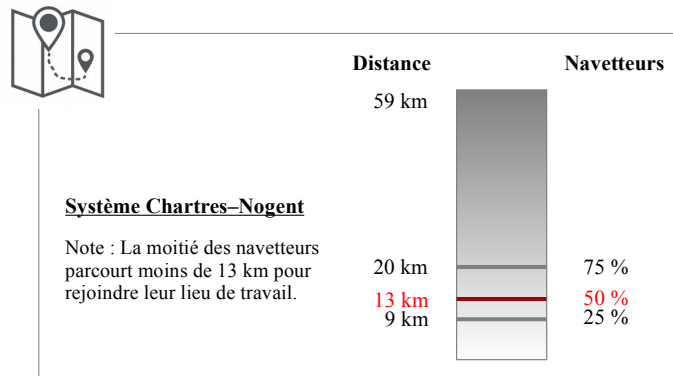 Distance
Navetteurs
59 km
Système Chartres–Nogent
Note : La moitié des navetteurs
parcourt moins de 13 km pour
rejoindre leur lieu de travail.
20 km
75 %
13 km
50 %
9 km
25 %